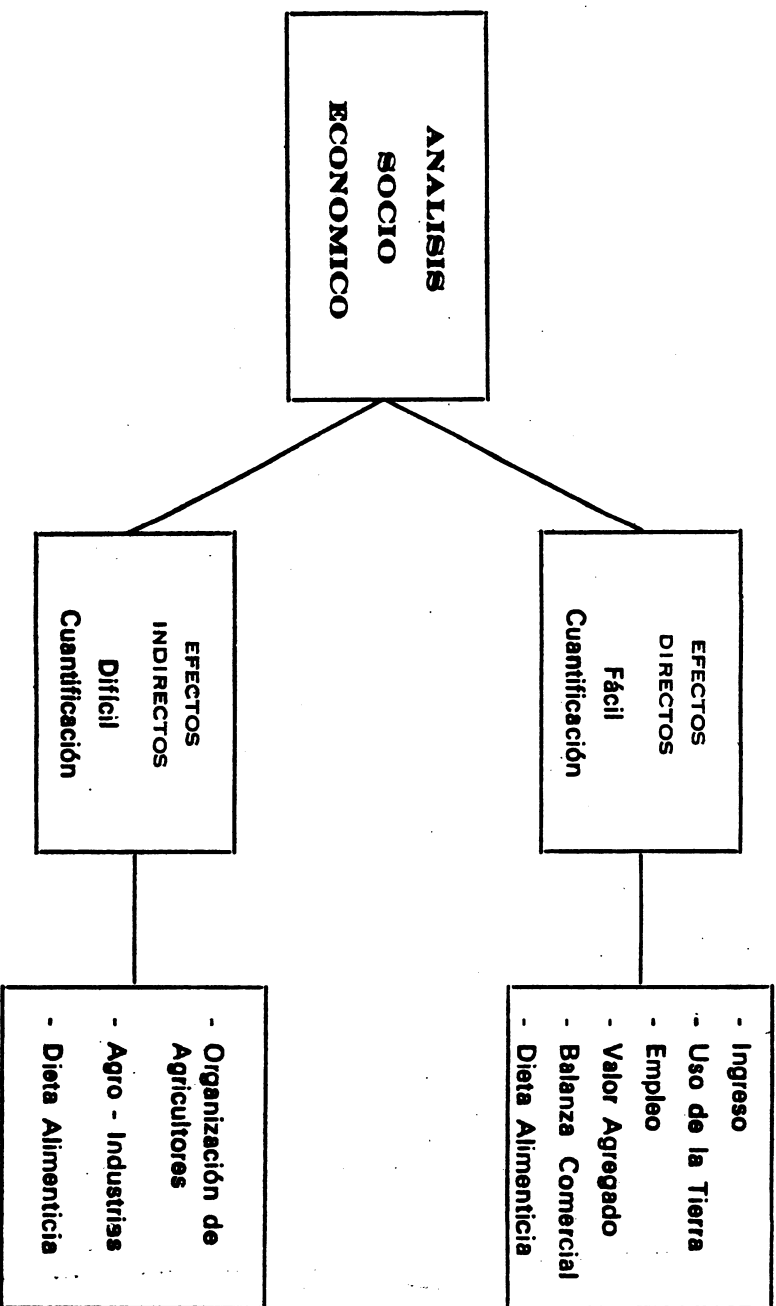 ANALISIS
SOCIO
ECONOMICO
EFECTOS
DIRECTOS
Fácil
Cuantificación
- Ingreso
- Uso de la Tierra
- Empleo
- Valor Agregado
- Balanza Comercial
- Dieta Alimenticia
EFECTOS
INDIRECTOS
Difícil
Cuantificación
- Organización de
Agricultores
- Agro - Industrias
- Dieta Alimenticia